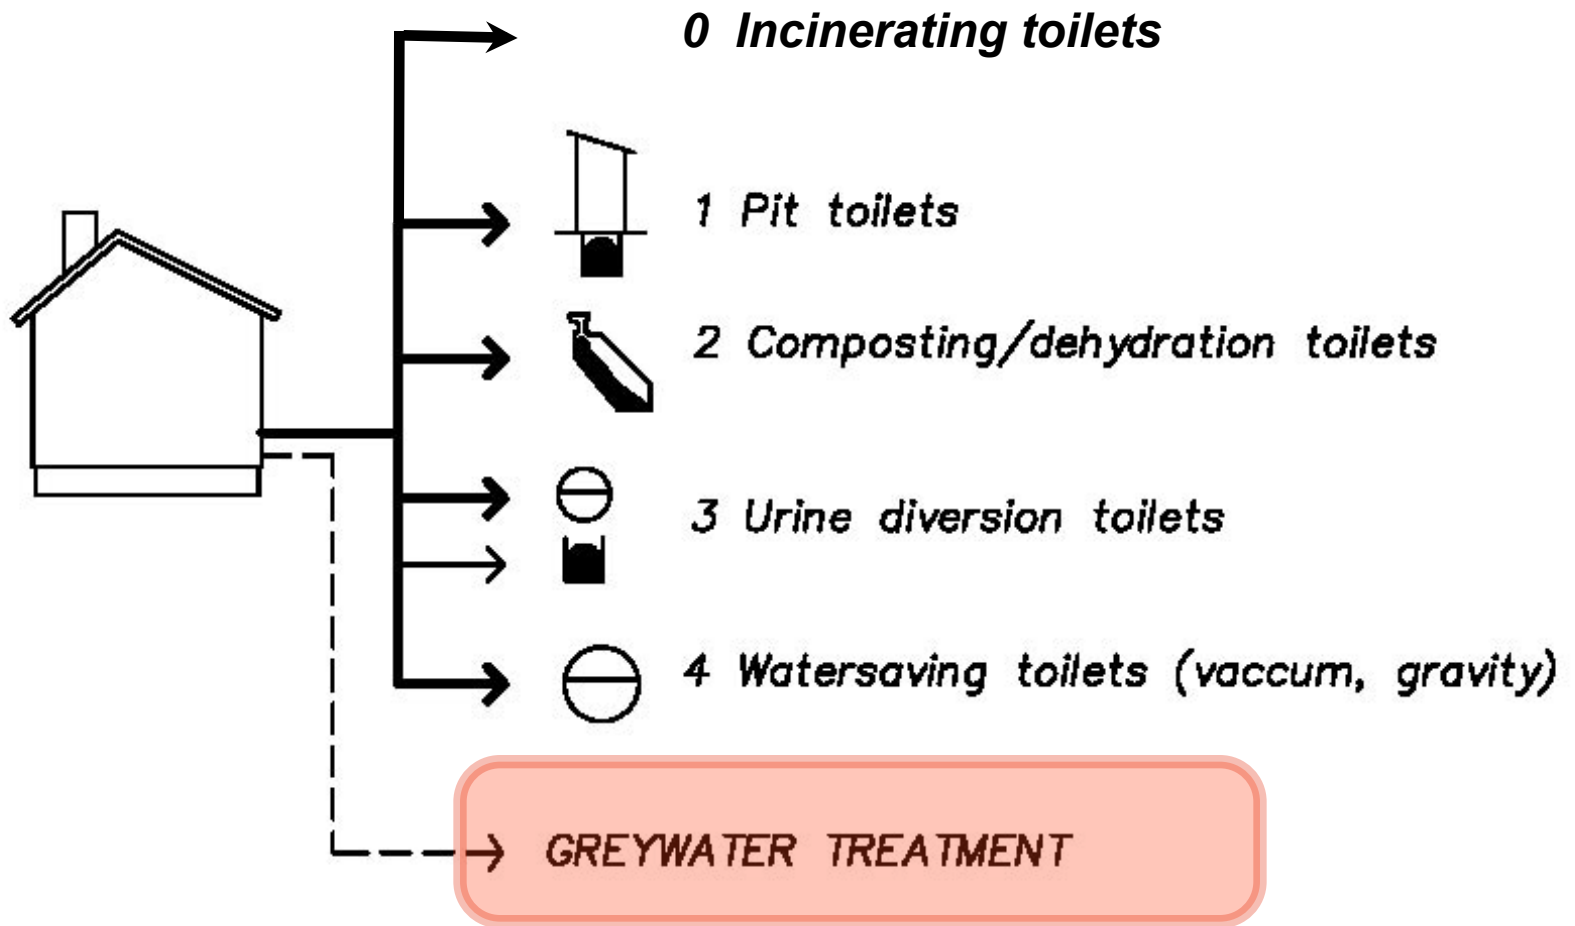 0 Incinerating toilets
1 Pit toilets
2 Composting/dehydration toilets
3 Urine diversion toilets
4 Watersaving toilets (vaccum, gravity)
GREYWATER TREATMENT